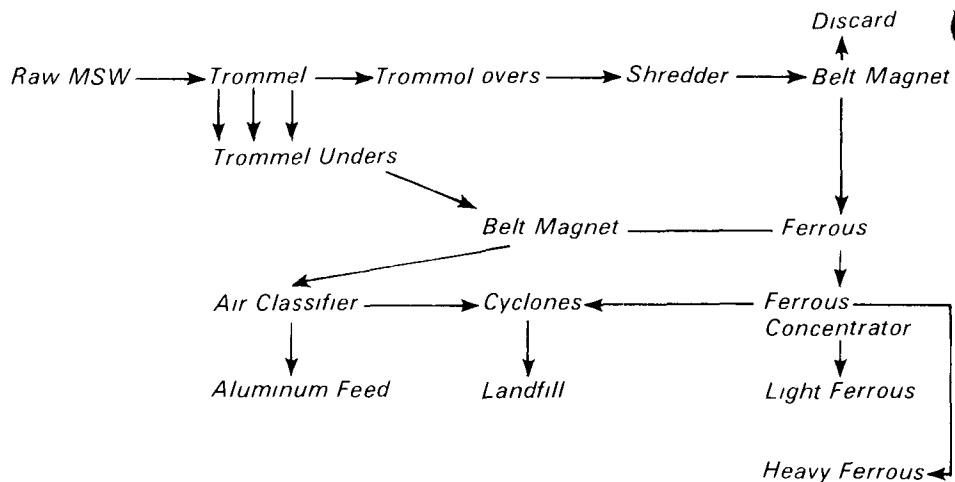 Discard
Raw MSW Trommel Trommol overs Shredder Belt Magnet
Trommel Unders
Belt Magnet Ferrous
Air Classifier Cyclones Ferrous
Concentrator
Aluminum Feed Landfill Light Ferrous
Heavy Ferrous